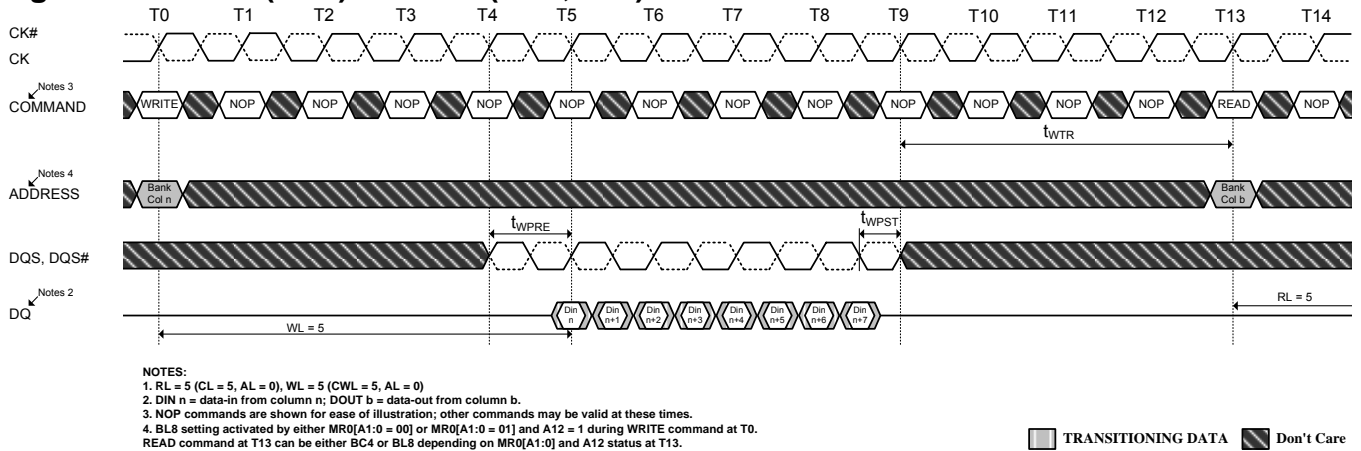 T0 T1 T2 T3 T4 T5 T6 T7 T8 T9 T10 T11 T12 T13 T14
CK#
CK
Notes 3
COMMAND
WRITE NOP NOP NOP NOP NOP NOP NOP NOP NOP NOP NOP NOP READ NOP
tWTR
Notes 4
ADDRESS
Bank Bank
Col n Col b
tWPRE tWPST
DQS, DQS#
Notes 2
DQ
Din Din Din Din Din Din Din Din
n n+1 n+2 n+3 n+4 n+5 n+6 n+7
RL = 5
WL = 5
NOTES:
1. RL = 5 (CL = 5, AL = 0), WL = 5 (CWL = 5, AL = 0)
2. DIN n = data-in from column n; DOUT b = data-out from column b.
3. NOP commands are shown for ease of illustration; other commands may be valid at these times.
4. BL8 setting activated by either MR0[A1:0 = 00] or MR0[A1:0 = 01] and A12 = 1 during WRITE command at T0.
READ command at T13 can be either BC4 or BL8 depending on MR0[A1:0] and A12 status at T13.
TRANSITIONING DATA Don't Care